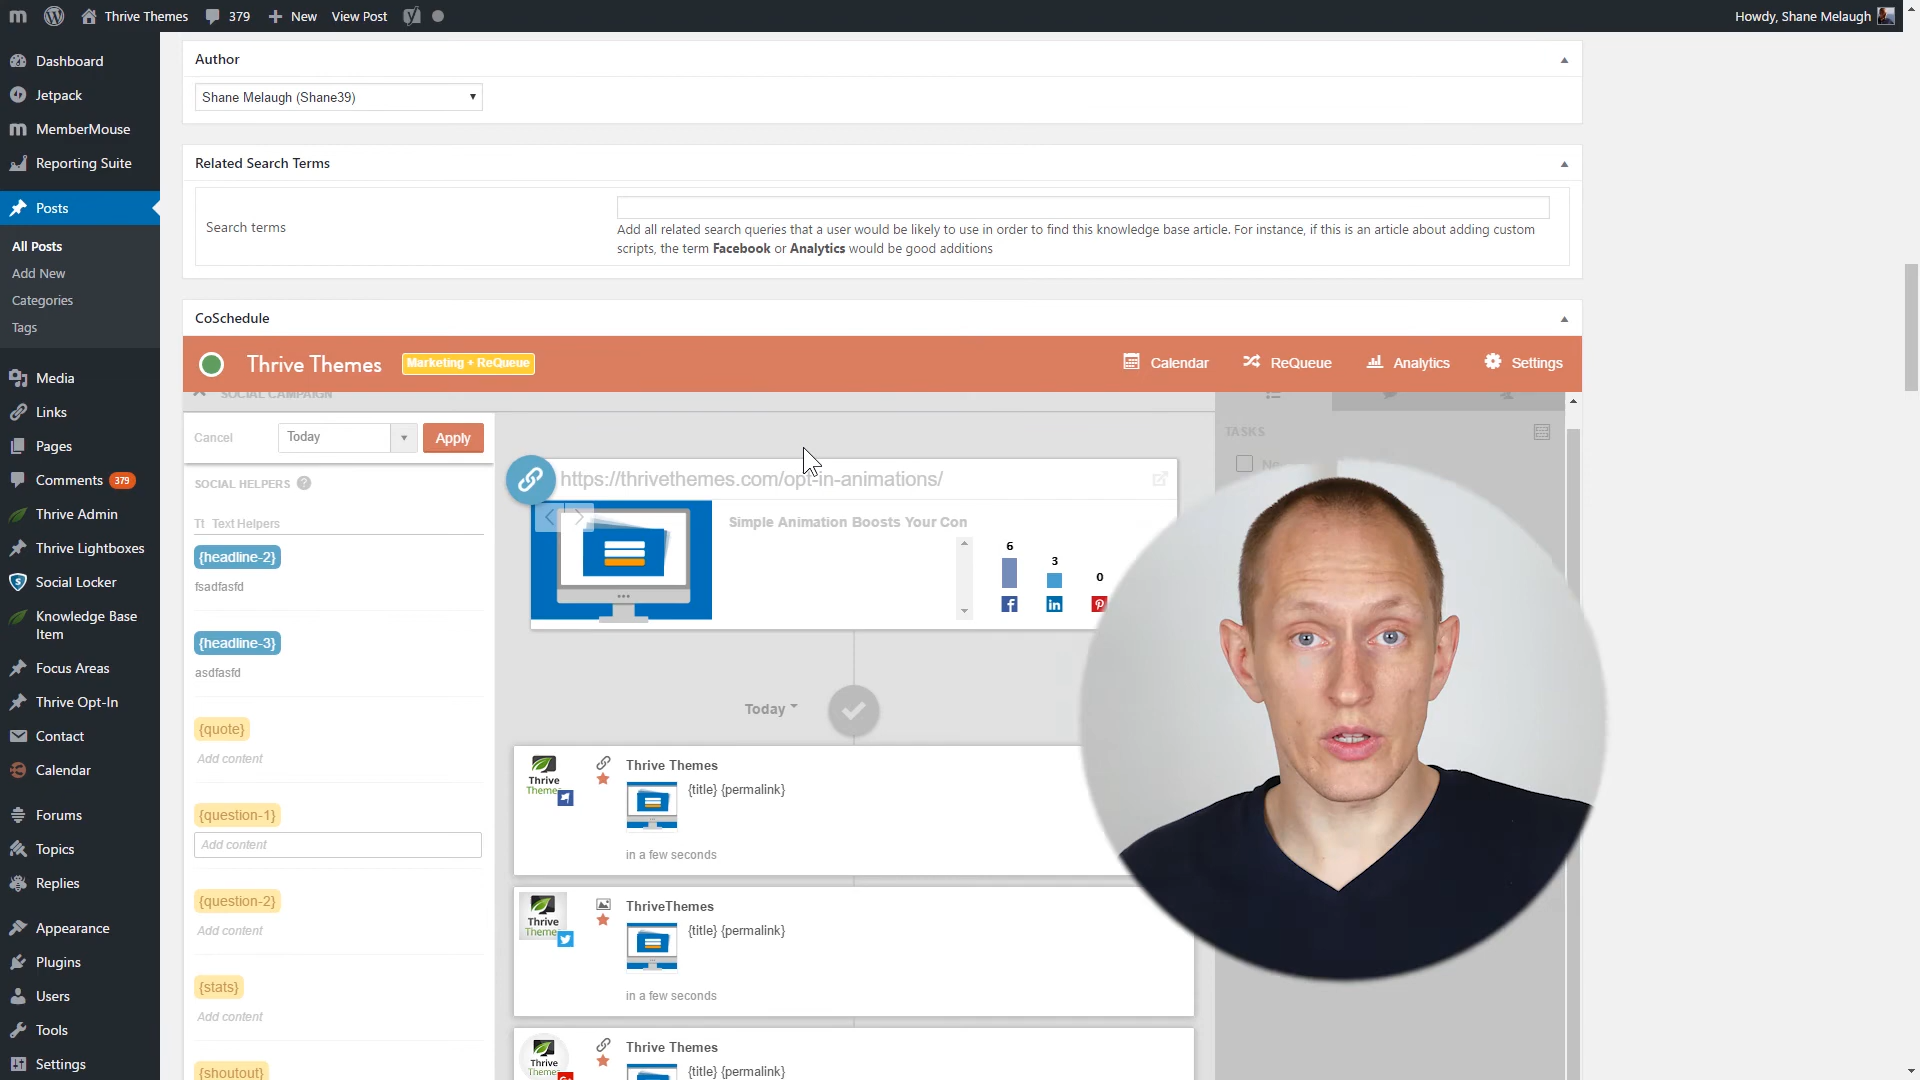 Thrive Themes
379
New
View Post
Howdy, Shane Melaugh
Dashboard
Jetpack
MemberMouse
Reporting Suite
Posts
All Posts
Add New
Categories
Tags
Media
Links
Pages
Comments 379
Thrive Admin
Thrive Lightboxes
Social Locker
Knowledge Base
Item
Focus Areas
Thrive Opt-In
Contact
Calendar
Forums
Topics
Replies
Appearance
Plugins
Users
Tools
Settings
Author
Shane Melaugh (Shane39)
Related Search Terms
Search terms
Add all related search queries that a user would be likely to use in order to find this knowledge base article. For instance, if this is an article about adding custom
scripts, the term Facebook or Analytics would be good additions
CoSchedule
Thrive Themes
Marketing + ReQueue
Calendar
ReQueue
Analytics
Settings
SOCIAL CAMPAIGN
Cancel
Today
Apply
SOCIAL HELPERS ?
Tt Text Helpers
{headline-2}
fsadfasfd
{headline-3}
asdfasfd
{quote}
Add content
{question-1}
Add content
{question-2}
Add content
{stats}
Add content
{shoutout}
https://thrivethemes.com/opt-in-animations/
Simple Animation Boosts Your Con
6
3
0
Today
Thrive Themes
{title} {permalink}
in a few seconds
ThriveThemes
{title} {permalink}
in a few seconds
Thrive Themes
{title} {permalink}
TASKS